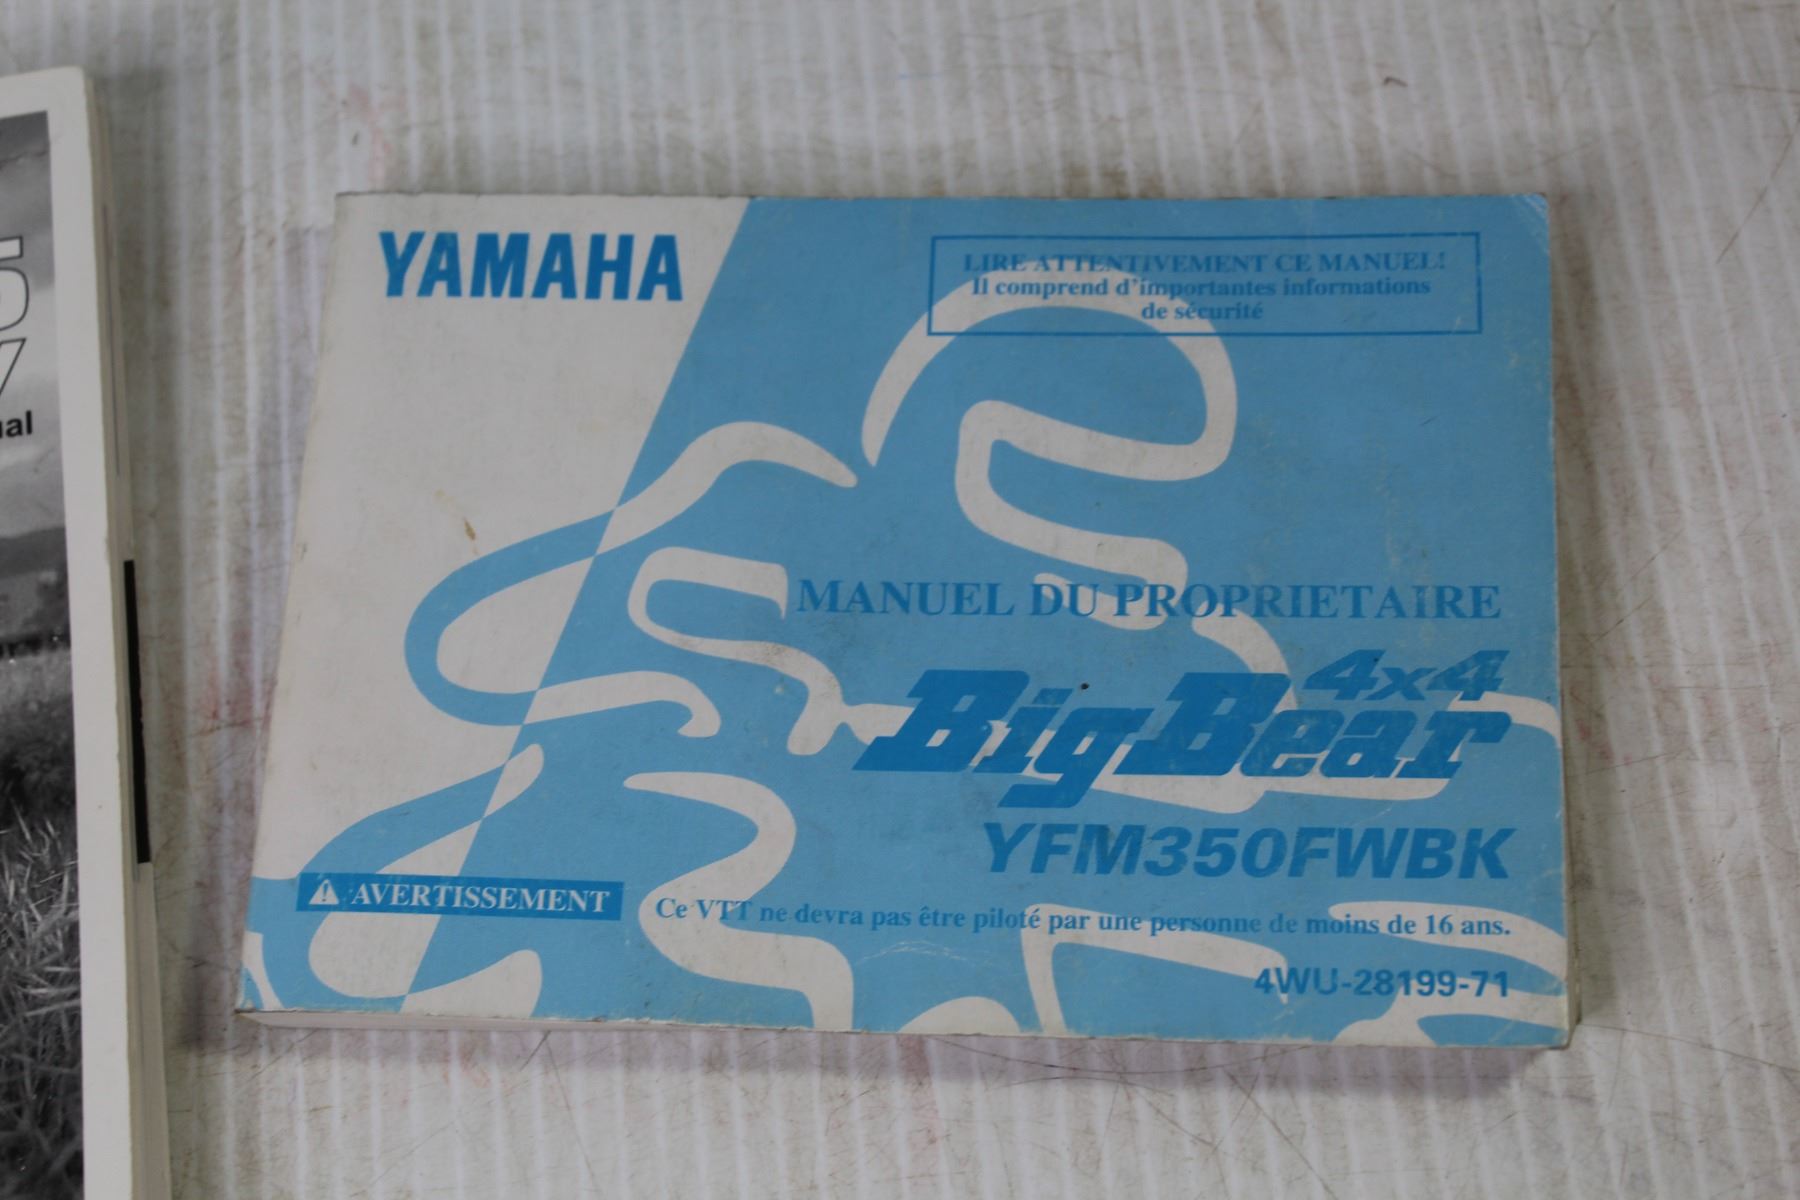 YAMAHA
LIRE ATTENTIVEMENT CE MANUEL!
Il comprend d'importantes informations
de sécurité
MANUEL DU PROPRIETAIRE
4x4
BigBear
YFM350FWBK
⚠ AVERTISSEMENT
Ce VTT ne devra pas être piloté par une personne de moins de 16 ans.
4WU-28199-71
5